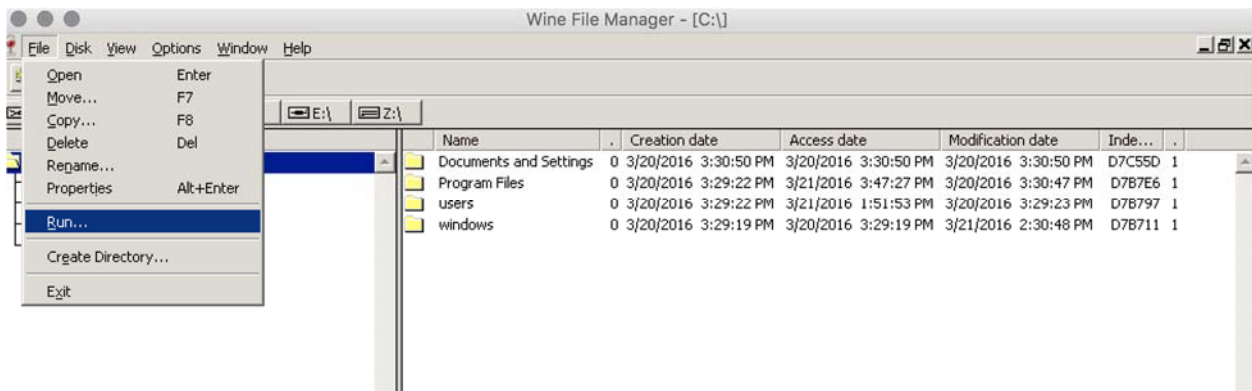 Wine File Manager - [C:\]
File Disk View Options Window Help
Open Enter
Move... F7
Copy... F8
Delete Del
Rename...
Properties Alt+Enter
Run...
Create Directory...
Exit
E:\ Z:\
Name . Creation date Access date Modification date Inde... .
Documents and Settings 0 3/20/2016 3:30:50 PM 3/20/2016 3:30:50 PM 3/20/2016 3:30:50 PM D7C55D 1
Program Files 0 3/20/2016 3:29:22 PM 3/21/2016 3:47:27 PM 3/20/2016 3:30:47 PM D7B7E6 1
users 0 3/20/2016 3:29:22 PM 3/21/2016 1:51:53 PM 3/20/2016 3:29:23 PM D7B797 1
windows 0 3/20/2016 3:29:19 PM 3/20/2016 3:29:19 PM 3/21/2016 2:30:48 PM D7B711 1